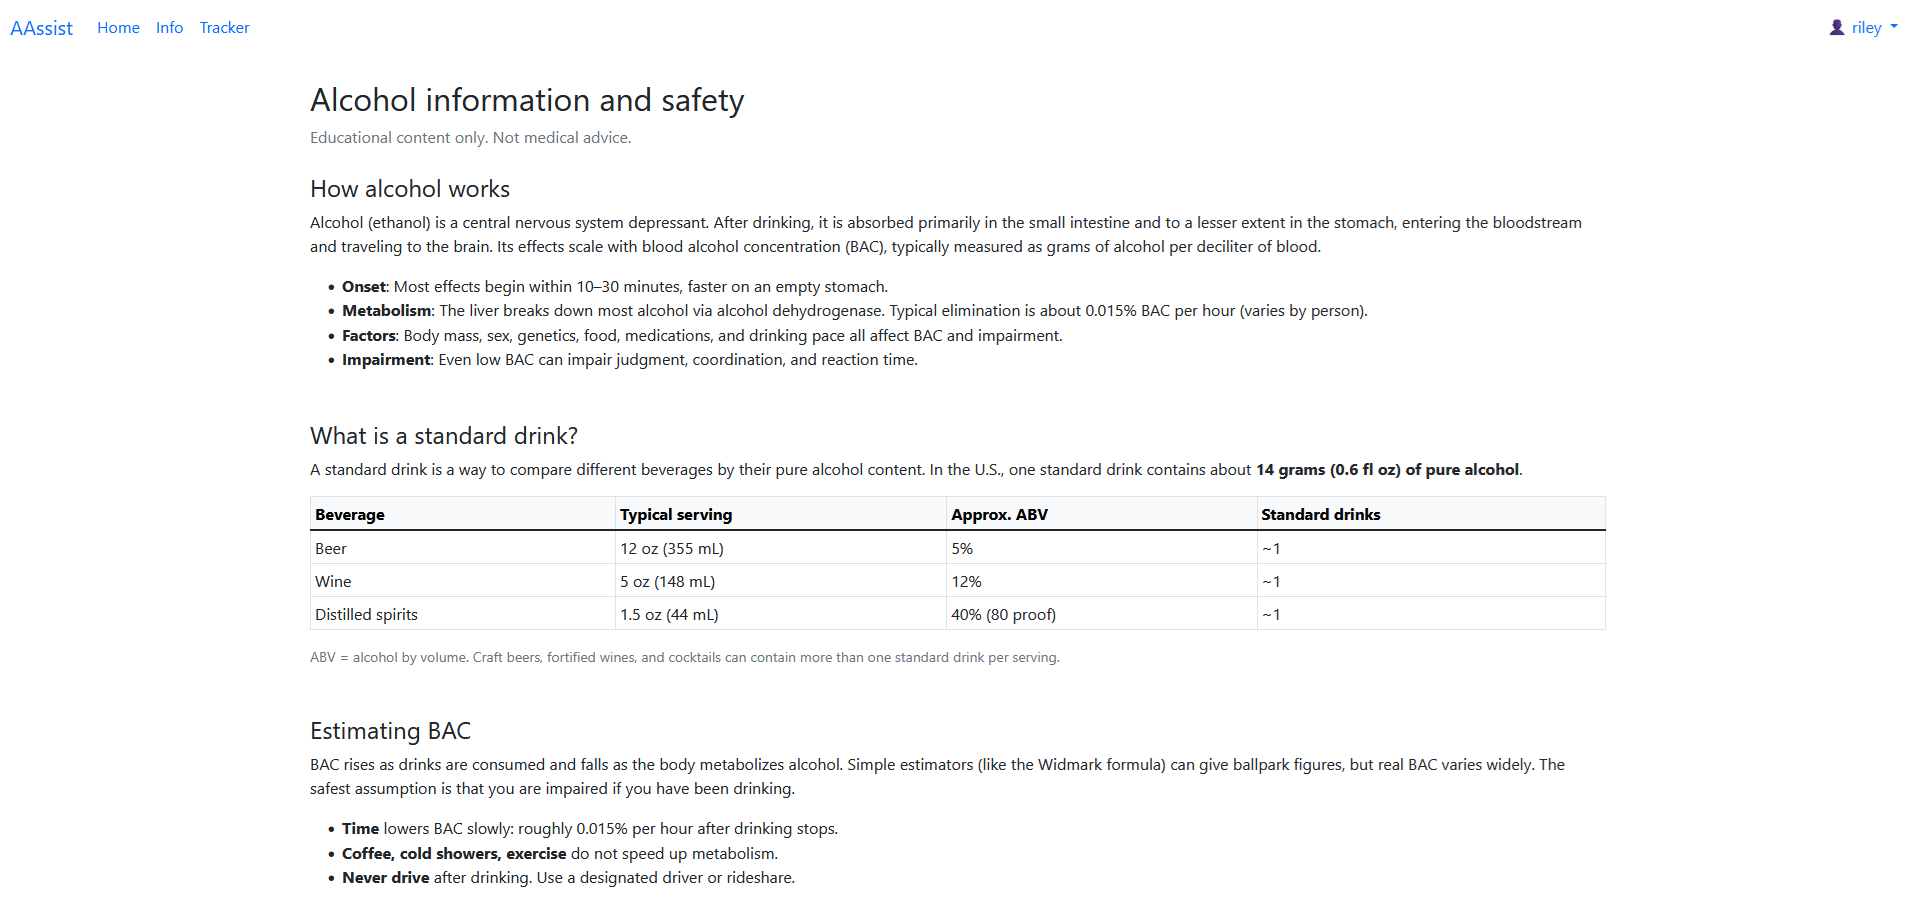 AAssist Home Info Tracker riley
Alcohol information and safety
Educational content only. Not medical advice.
How alcohol works
Alcohol (ethanol) is a central nervous system depressant. After drinking, it is absorbed primarily in the small intestine and to a lesser extent in the stomach, entering the bloodstream
and traveling to the brain. Its effects scale with blood alcohol concentration (BAC), typically measured as grams of alcohol per deciliter of blood.
• Onset: Most effects begin within 10–30 minutes, faster on an empty stomach.
• Metabolism: The liver breaks down most alcohol via alcohol dehydrogenase. Typical elimination is about 0.015% BAC per hour (varies by person).
• Factors: Body mass, sex, genetics, food, medications, and drinking pace all affect BAC and impairment.
• Impairment: Even low BAC can impair judgment, coordination, and reaction time.
What is a standard drink?
A standard drink is a way to compare different beverages by their pure alcohol content. In the U.S., one standard drink contains about 14 grams (0.6 fl oz) of pure alcohol.
Beverage Typical serving Approx. ABV Standard drinks
Beer 12 oz (355 mL) 5% ~1
Wine 5 oz (148 mL) 12% ~1
Distilled spirits 1.5 oz (44 mL) 40% (80 proof) ~1
ABV = alcohol by volume. Craft beers, fortified wines, and cocktails can contain more than one standard drink per serving.
Estimating BAC
BAC rises as drinks are consumed and falls as the body metabolizes alcohol. Simple estimators (like the Widmark formula) can give ballpark figures, but real BAC varies widely. The
safest assumption is that you are impaired if you have been drinking.
• Time lowers BAC slowly: roughly 0.015% per hour after drinking stops.
• Coffee, cold showers, exercise do not speed up metabolism.
• Never drive after drinking. Use a designated driver or rideshare.